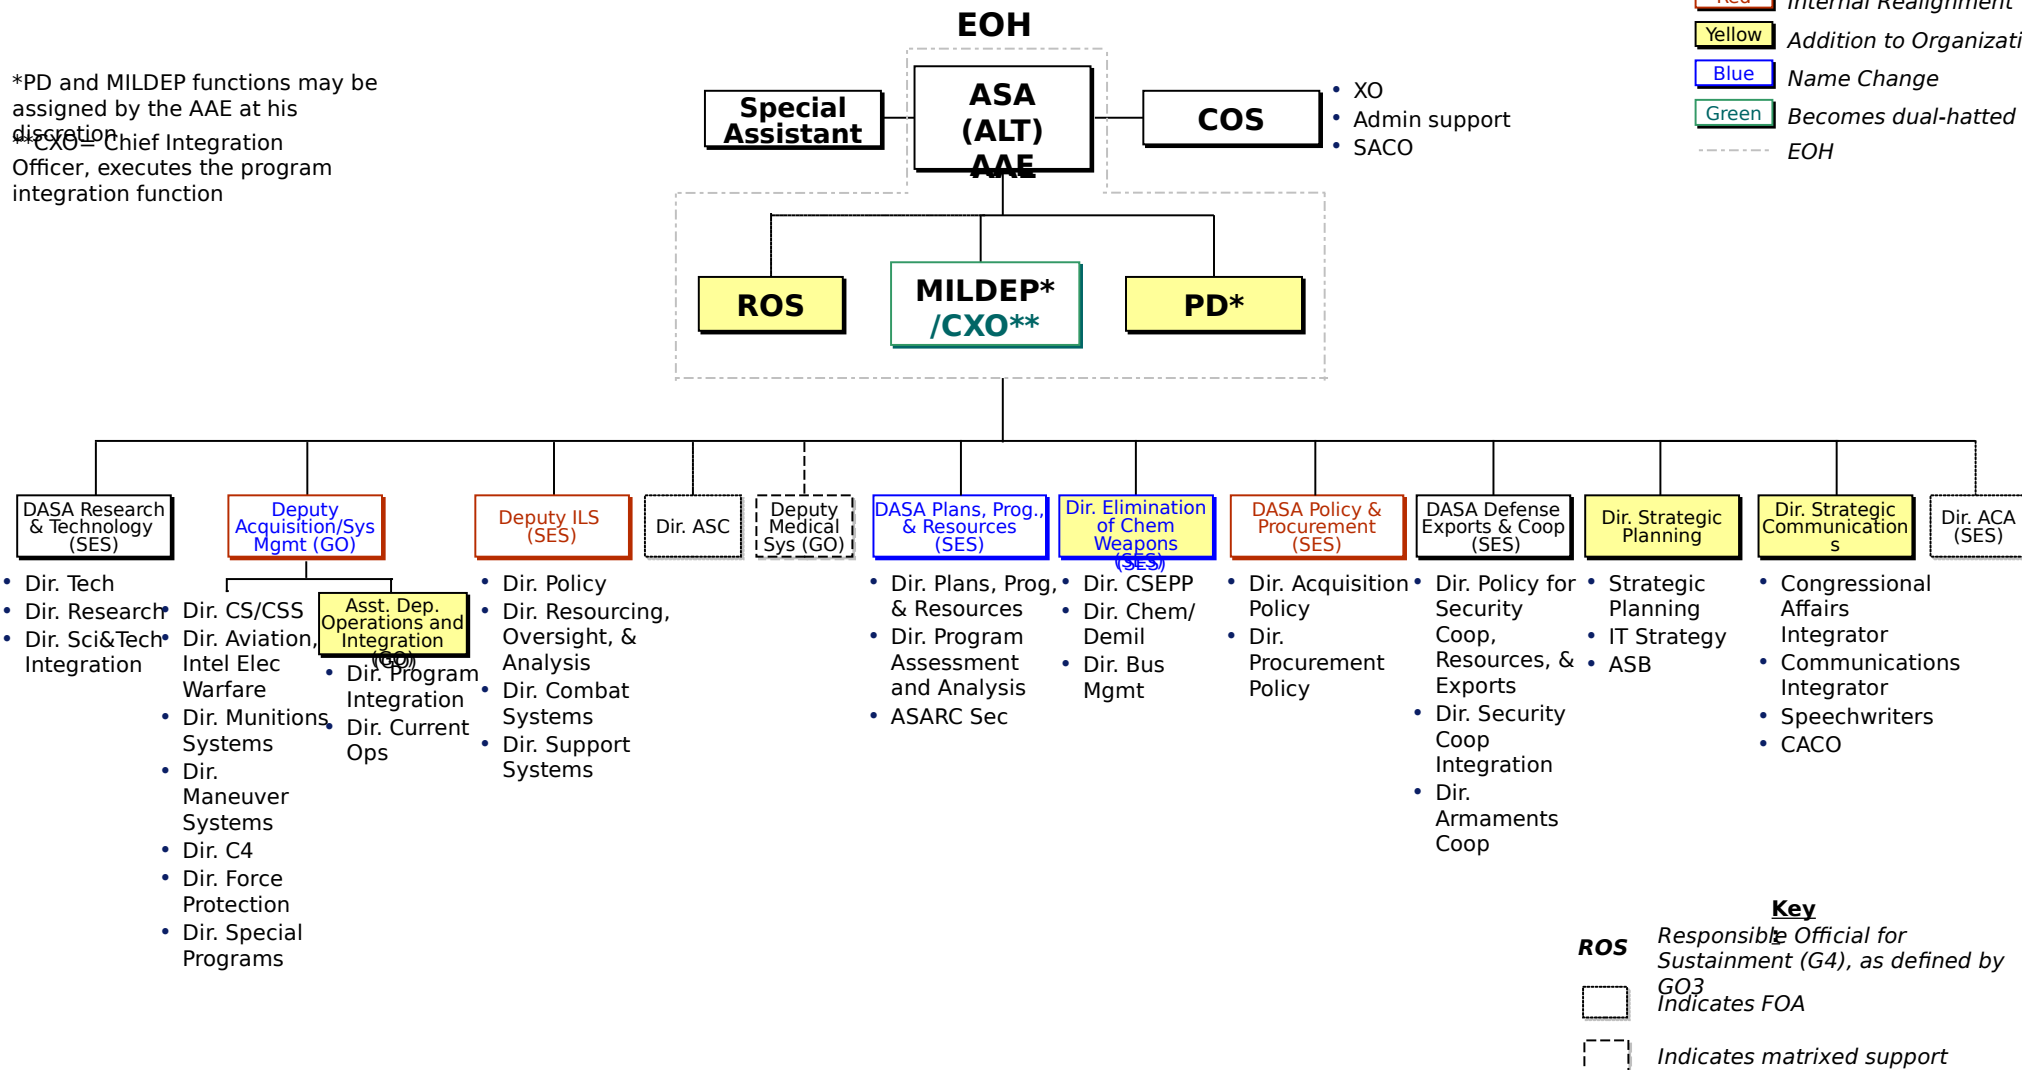 EOH
Red
Internal Realignment
Yellow
Addition to Organizati
Blue
Name Change
Green
Becomes dual-hatted
EOH
*PD and MILDEP functions may be
assigned by the AAE at his
discretion
**CXO= Chief Integration
Officer, executes the program
integration function
Special
Assistant
ASA
(ALT)
AAE
COS
• XO
• Admin support
• SACO
ROS
MILDEP*
/CXO**
PD*
DASA Research
& Technology
(SES)
• Dir. Tech
• Dir. Research
• Dir. Sci&Tech
Integration
Deputy
Acquisition/Sys
Mgmt (GO)
• Dir. CS/CSS
• Dir. Aviation,
Intel Elec
Warfare
• Dir. Munitions
Systems
• Dir.
Maneuver
Systems
• Dir. C4
• Dir. Force
Protection
• Dir. Special
Programs
Asst. Dep.
Operations and
Integration
(GO)
• Dir. Program
Integration
• Dir. Current
Ops
Deputy ILS
(SES)
• Dir. Policy
• Dir. Resourcing,
Oversight, &
Analysis
• Dir. Combat
Systems
• Dir. Support
Systems
Dir. ASC
Deputy
Medical
Sys (GO)
DASA Plans, Prog.,
& Resources
(SES)
• Dir. Plans, Prog,
& Resources
• Dir. Program
Assessment
and Analysis
• ASARC Sec
Dir. Elimination
of Chem
Weapons
(SES)
• Dir. CSEPP
• Dir. Chem/
Demil
• Dir. Bus
Mgmt
DASA Policy &
Procurement
(SES)
• Dir. Acquisition
Policy
• Dir.
Procurement
Policy
DASA Defense
Exports & Coop
(SES)
• Dir. Policy for
Security
Coop,
Resources, &
Exports
• Dir. Security
Coop
Integration
• Dir.
Armaments
Coop
Dir. Strategic
Planning
• Strategic
Planning
• IT Strategy
• ASB
Dir. Strategic
Communication
s
• Congressional
Affairs
Integrator
• Communications
Integrator
• Speechwriters
• CACO
Dir. ACA
(SES)
Key
:
ROS
Responsible Official for
Sustainment (G4), as defined by
GO3
Indicates FOA
Indicates matrixed support